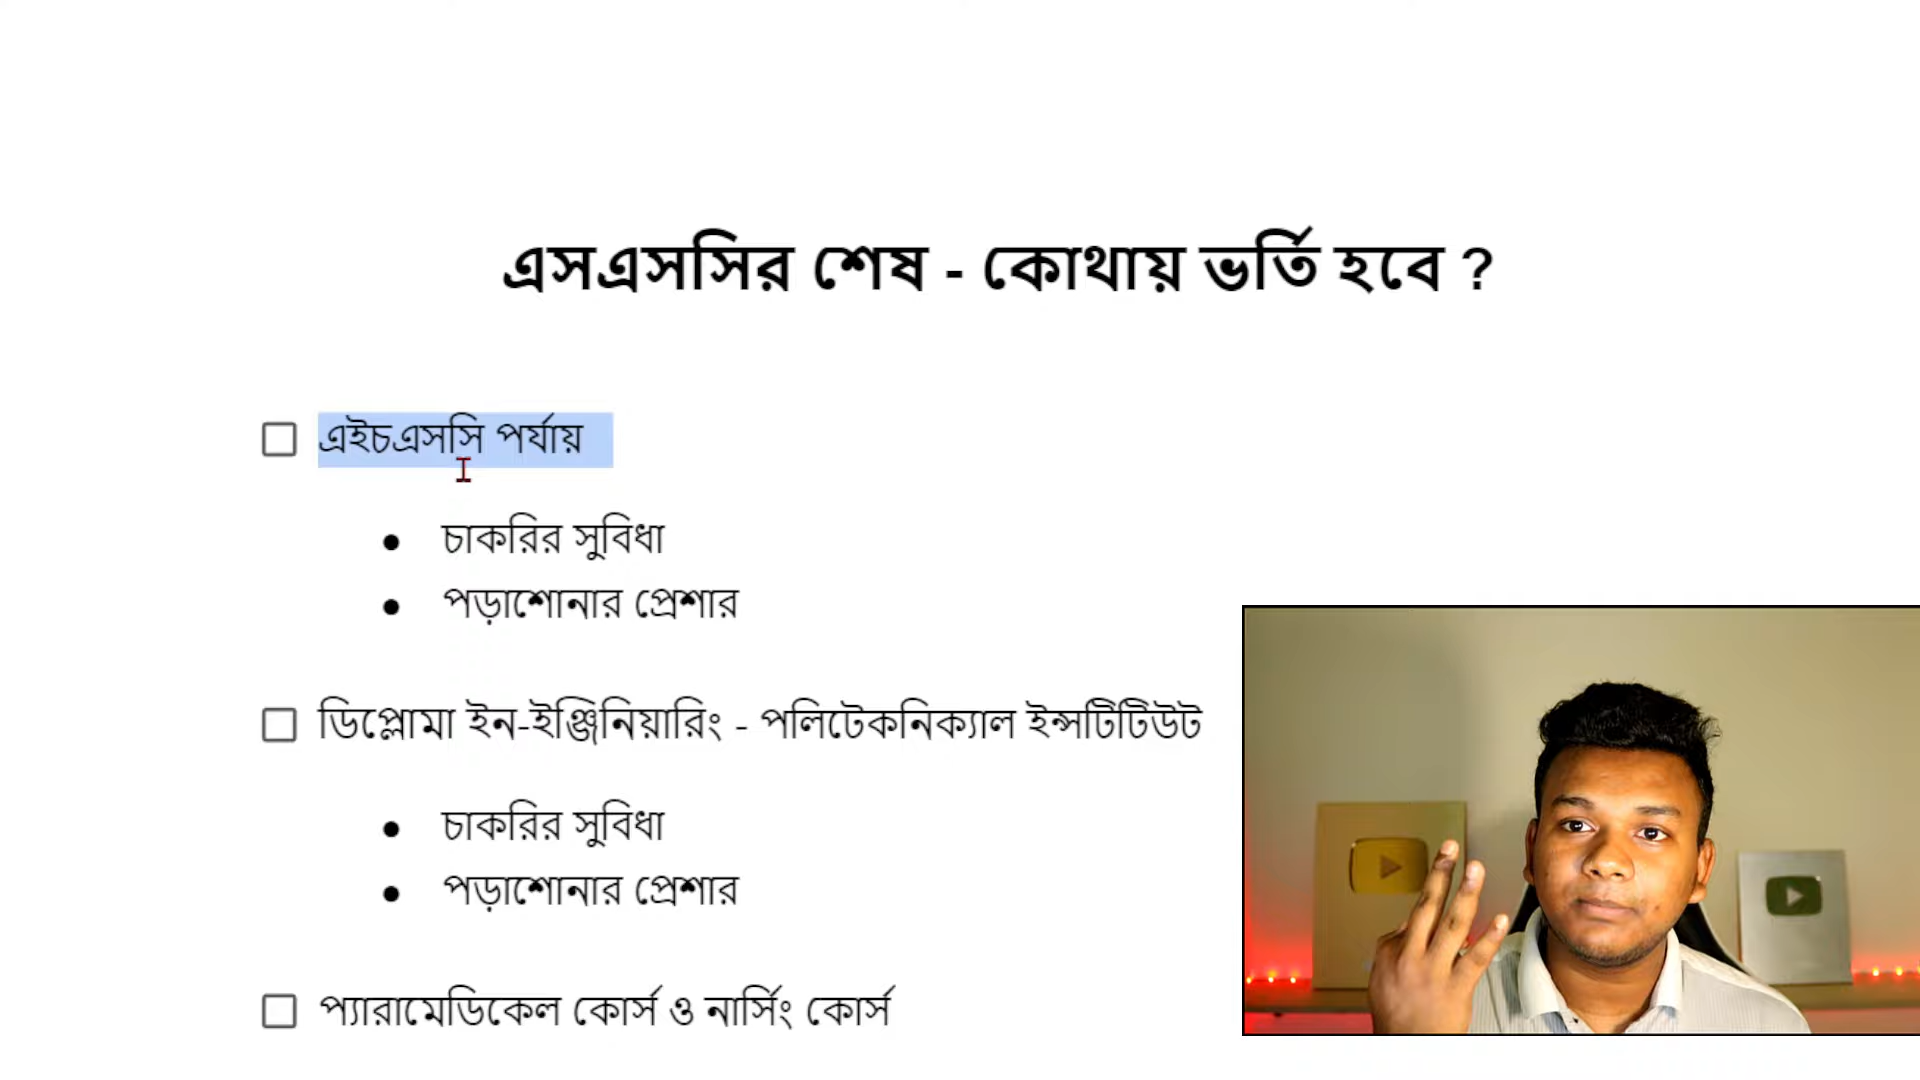 এসএসসির শেষ - কোথায় ভর্তি হবে ?
এইচএসসি পর্যায়
চাকরির সুবিধা
পড়াশোনার প্রেশার
ডিপ্লোমা ইন-ইঞ্জিনিয়ারিং - পলিটেকনিক্যাল ইন্সটিটিউট
চাকরির সুবিধা
পড়াশোনার প্রেশার
প্যারামেডিকেল কোর্স ও নার্সিং কোর্স